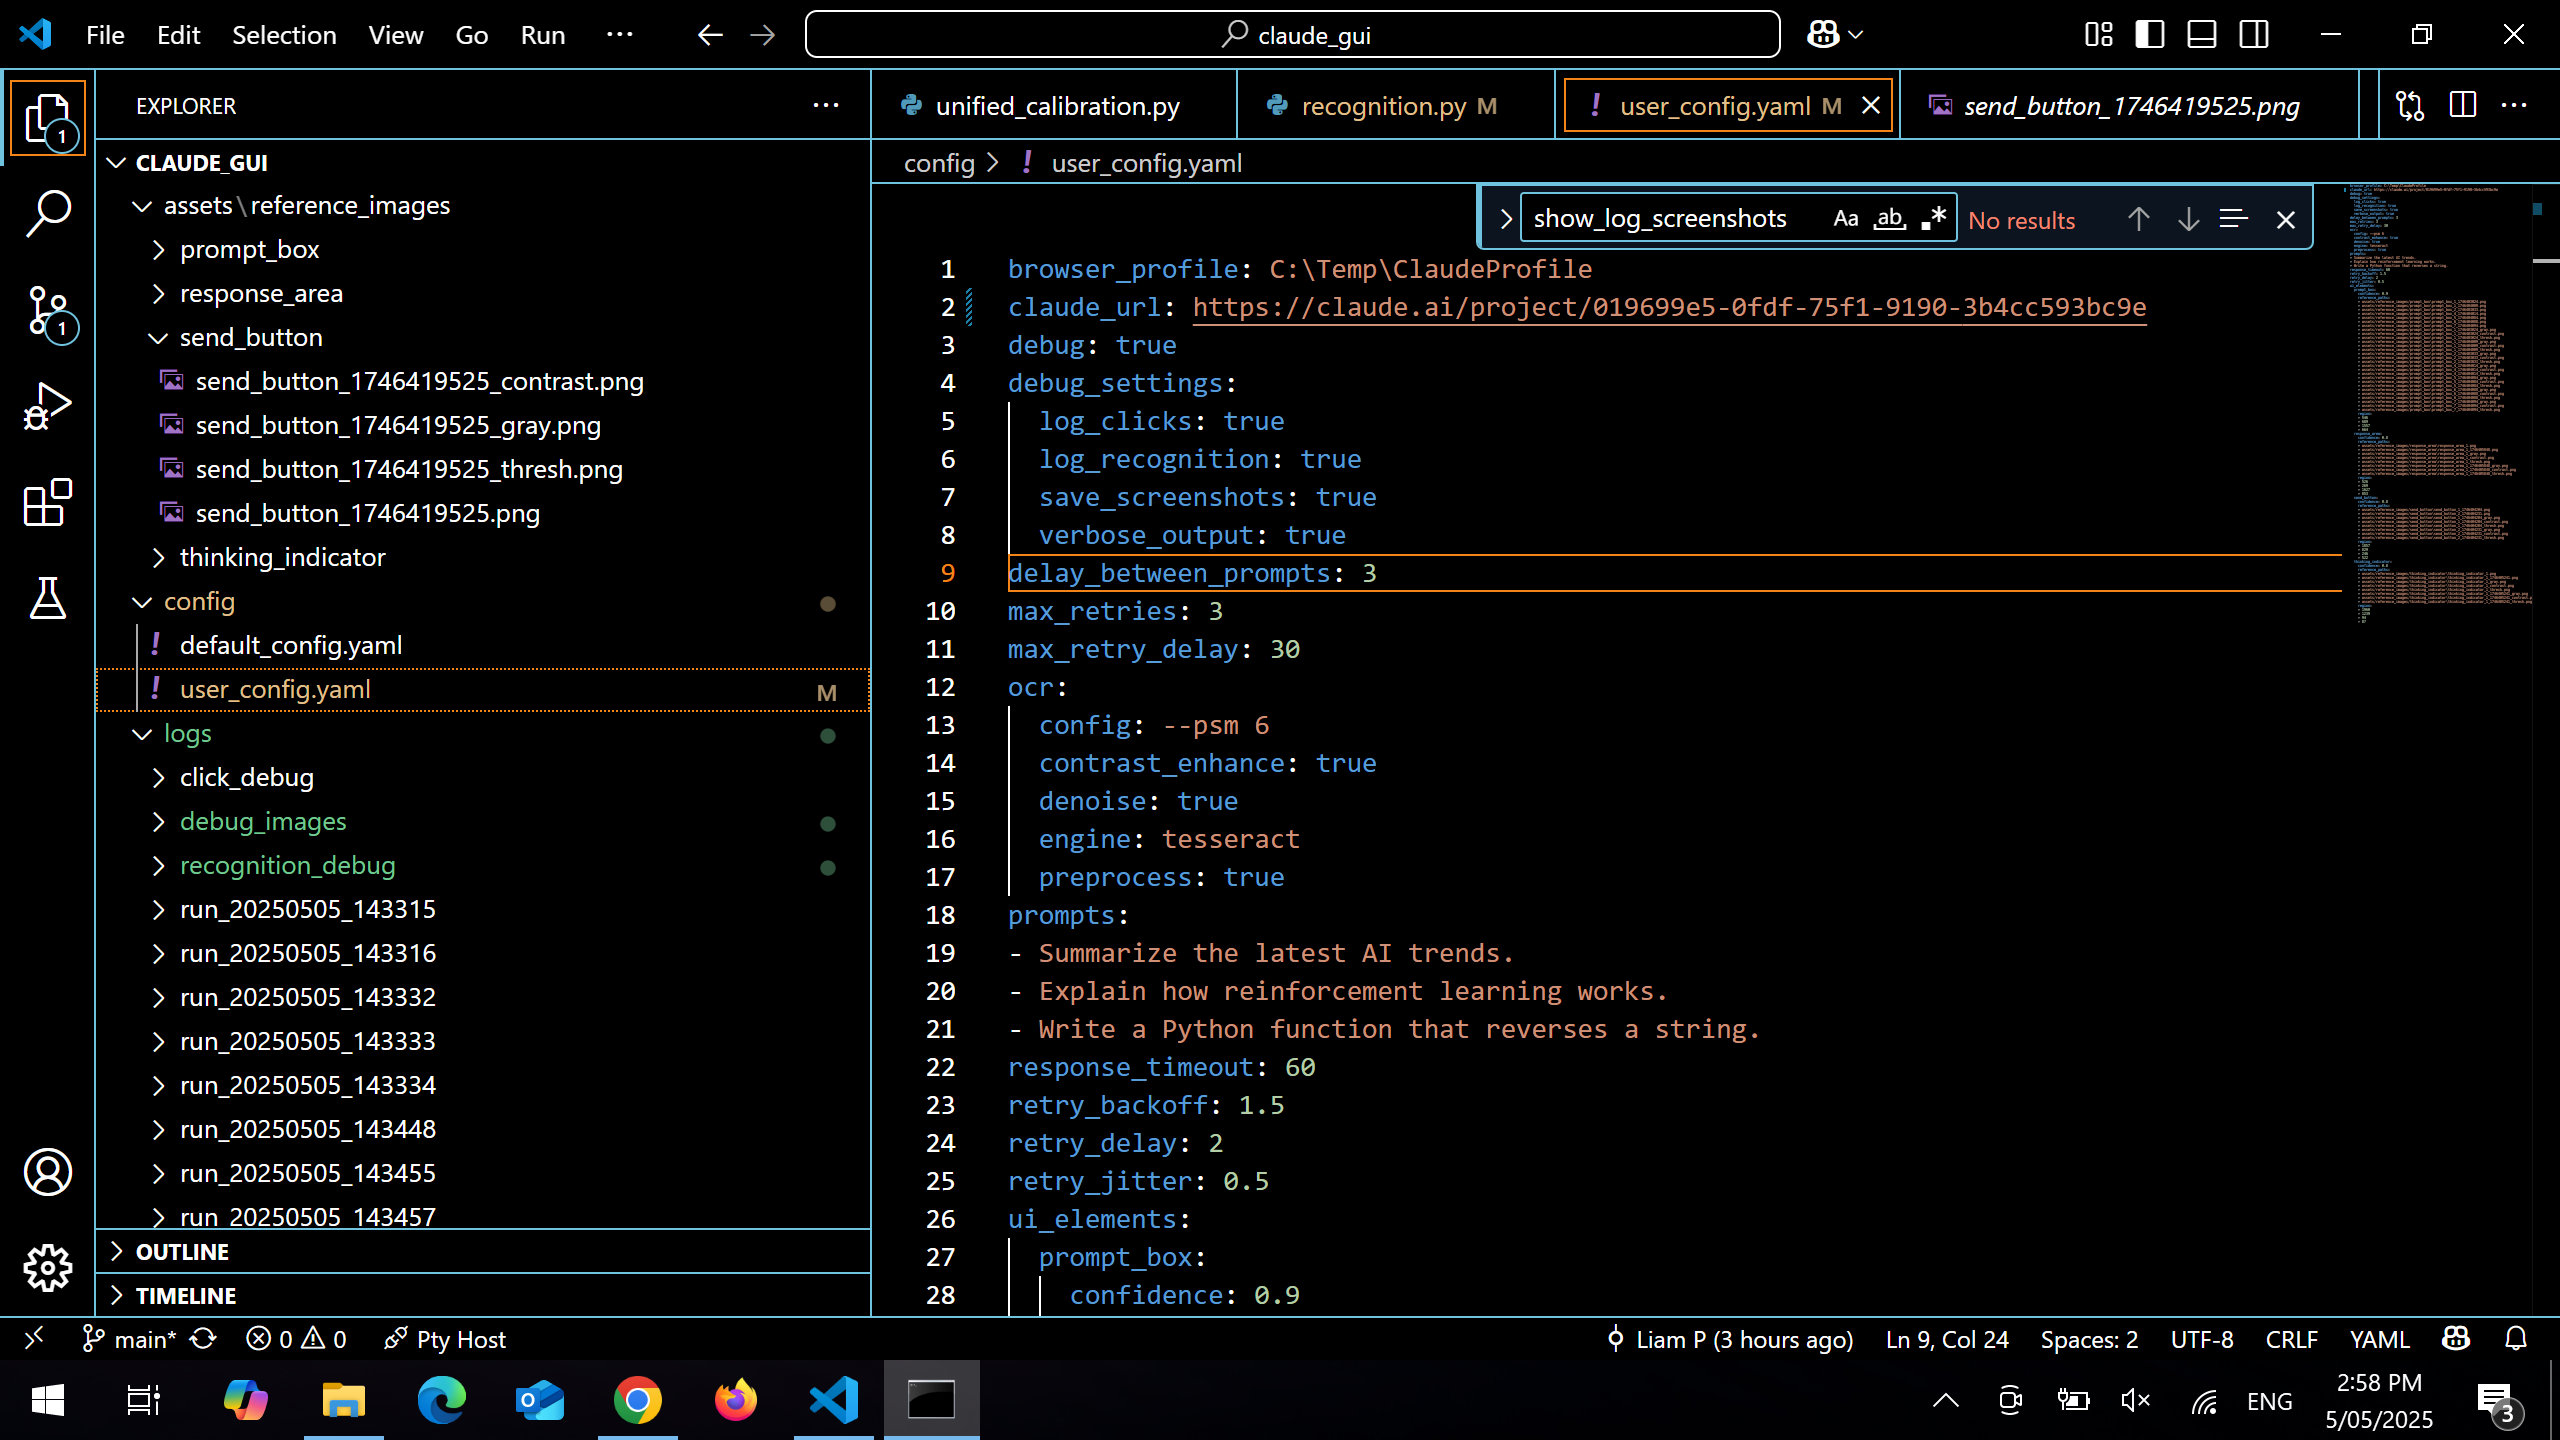 File Edit Selection View Go Run ···
claude_gui
EXPLORER
CLAUDE_GUI
assets\reference_images
prompt_box
response_area
send_button
send_button_1746419525_contrast.png
send_button_1746419525_gray.png
send_button_1746419525_thresh.png
send_button_1746419525.png
thinking_indicator
config
default_config.yaml
user_config.yaml M
logs
click_debug
debug_images
recognition_debug
run_20250505_143315
run_20250505_143316
run_20250505_143332
run_20250505_143333
run_20250505_143334
run_20250505_143448
run_20250505_143455
run_20250505_143457
OUTLINE
TIMELINE
1
1
unified_calibration.py recognition.py M ! user_config.yaml M send_button_1746419525.png
config > ! user_config.yaml
show_log_screenshots Aa ab .* No results
1 browser_profile: C:\Temp\ClaudeProfile
2 claude_url: https://claude.ai/project/019699e5-0fdf-75f1-9190-3b4cc593bc9e
3 debug: true
4 debug_settings:
5 log_clicks: true
6 log_recognition: true
7 save_screenshots: true
8 verbose_output: true
9 delay_between_prompts: 3
10 max_retries: 3
11 max_retry_delay: 30
12 ocr:
13 config: --psm 6
14 contrast_enhance: true
15 denoise: true
16 engine: tesseract
17 preprocess: true
18 prompts:
19 - Summarize the latest AI trends.
20 - Explain how reinforcement learning works.
21 - Write a Python function that reverses a string.
22 response_timeout: 60
23 retry_backoff: 1.5
24 retry_delay: 2
25 retry_jitter: 0.5
26 ui_elements:
27 prompt_box:
28 confidence: 0.9
main* 0 0 Pty Host Liam P (3 hours ago) Ln 9, Col 24 Spaces: 2 UTF-8 CRLF YAML
ENG
2:58 PM
5/05/2025
3